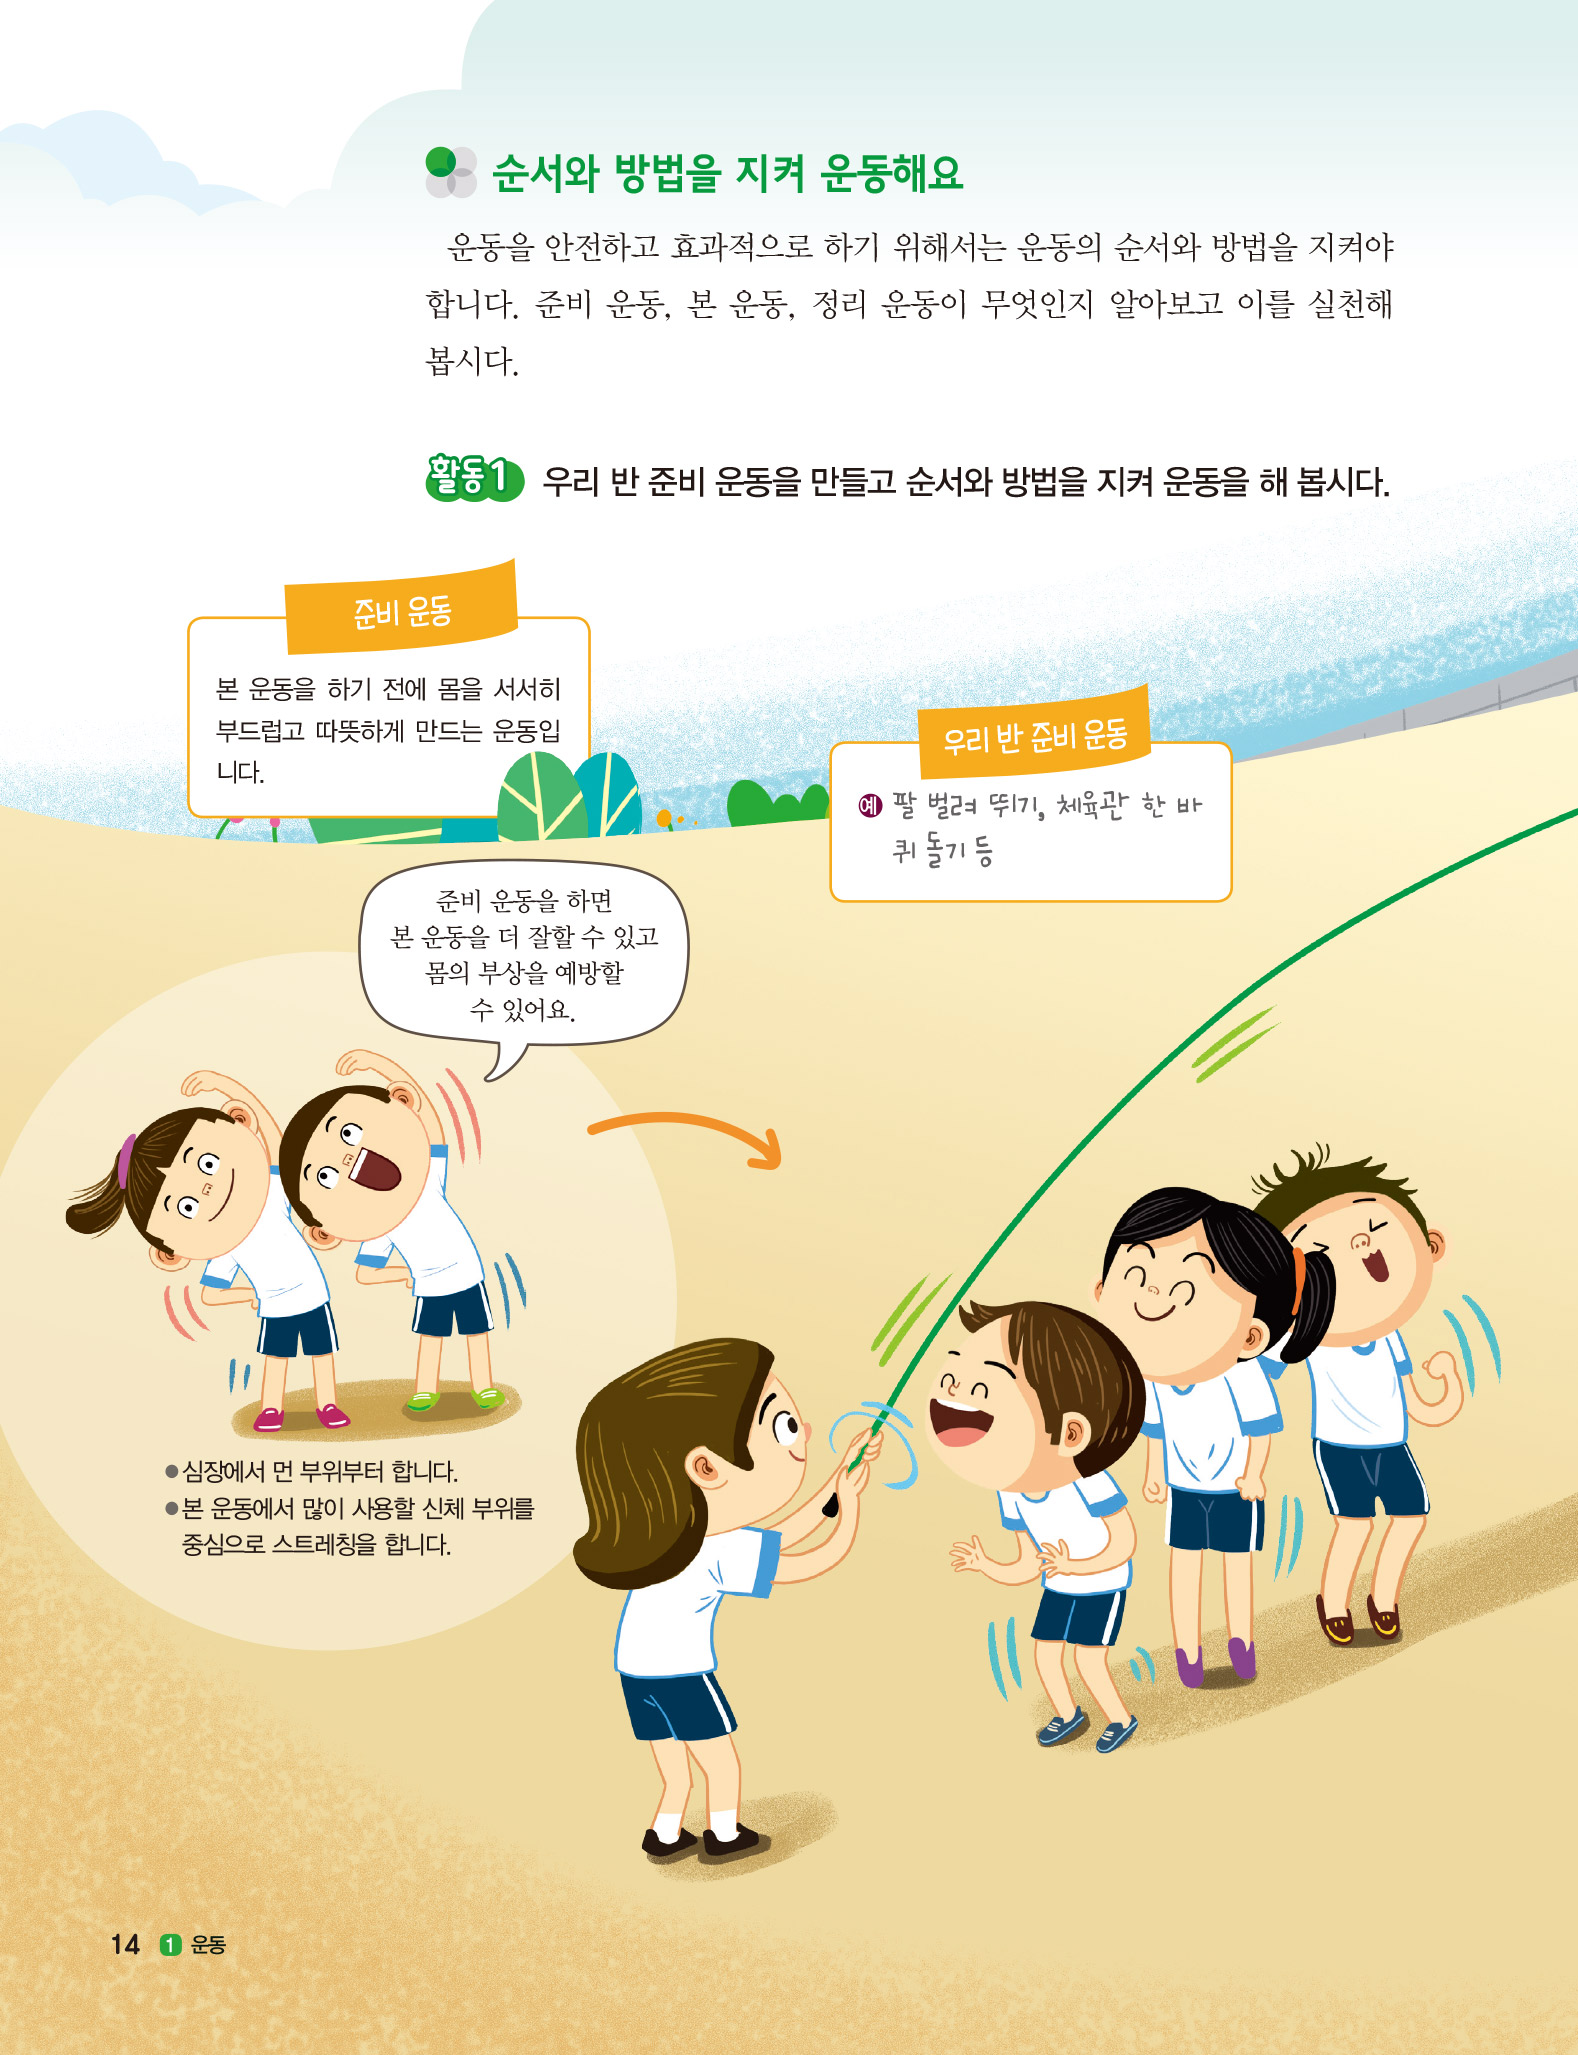 순서와 방법을 지켜 운동해요
운동을 안전하고 효과적으로 하기 위해서는 운동의 순서와 방법을 지켜야
합니다. 준비 운동, 본 운동, 정리 운동이 무엇인지 알아보고 이를 실천해
봅시다.
활동1 우리 반 준비 운동을 만들고 순서와 방법을 지켜 운동을 해 봅시다.
준비 운동
본 운동을 하기 전에 몸을 서서히
부드럽고 따뜻하게 만드는 운동입
니다.
우리 반 준비 운동
예 팔 벌려 뛰기, 체육관 한 바
퀴 돌기 등
준비 운동을 하면
본 운동을 더 잘할 수 있고
몸의 부상을 예방할
수 있어요.
● 심장에서 먼 부위부터 합니다.
● 본 운동에서 많이 사용할 신체 부위를
중심으로 스트레칭을 합니다.
14 1 운동